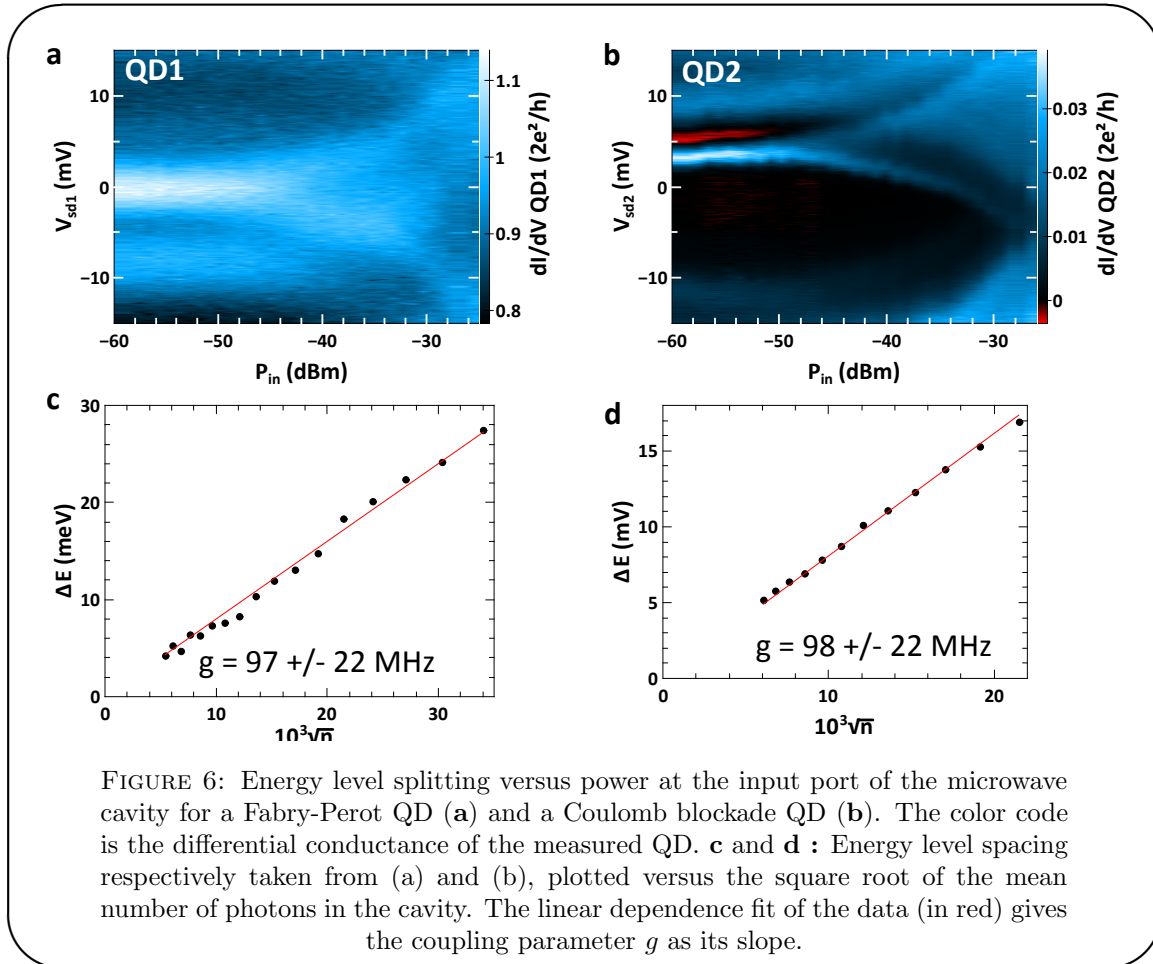 a
QD1
V_sd1 (mV)
10
0
−10
−60 −50 −40 −30
P_in (dBm)
1.1
1
0.9
0.8
dI/dV QD1 (2e²/h)
b
QD2
V_sd2 (mV)
10
0
−10
−60 −50 −40 −30
P_in (dBm)
0.03
0.02
0.01
0
dI/dV QD2 (2e²/h)
c
ΔE (meV)
30
20
10
0
g = 97 +/- 22 MHz
0 10 20 30
10³√n
d
ΔE (mV)
15
10
5
0
g = 98 +/- 22 MHz
0 10 20
10³√n
FIGURE 6: Energy level splitting versus power at the input port of the microwave
cavity for a Fabry-Perot QD (a) and a Coulomb blockade QD (b). The color code
is the differential conductance of the measured QD. c and d : Energy level spacing
respectively taken from (a) and (b), plotted versus the square root of the mean
number of photons in the cavity. The linear dependence fit of the data (in red) gives
the coupling parameter g as its slope.